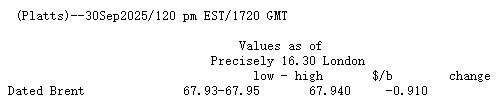 (Platts)--30Sep2025/120 pm EST/1720 GMT
Values as of
Precisely 16.30 London
low - high $/b change
Dated Brent 67.93-67.95 67.940 -0.910